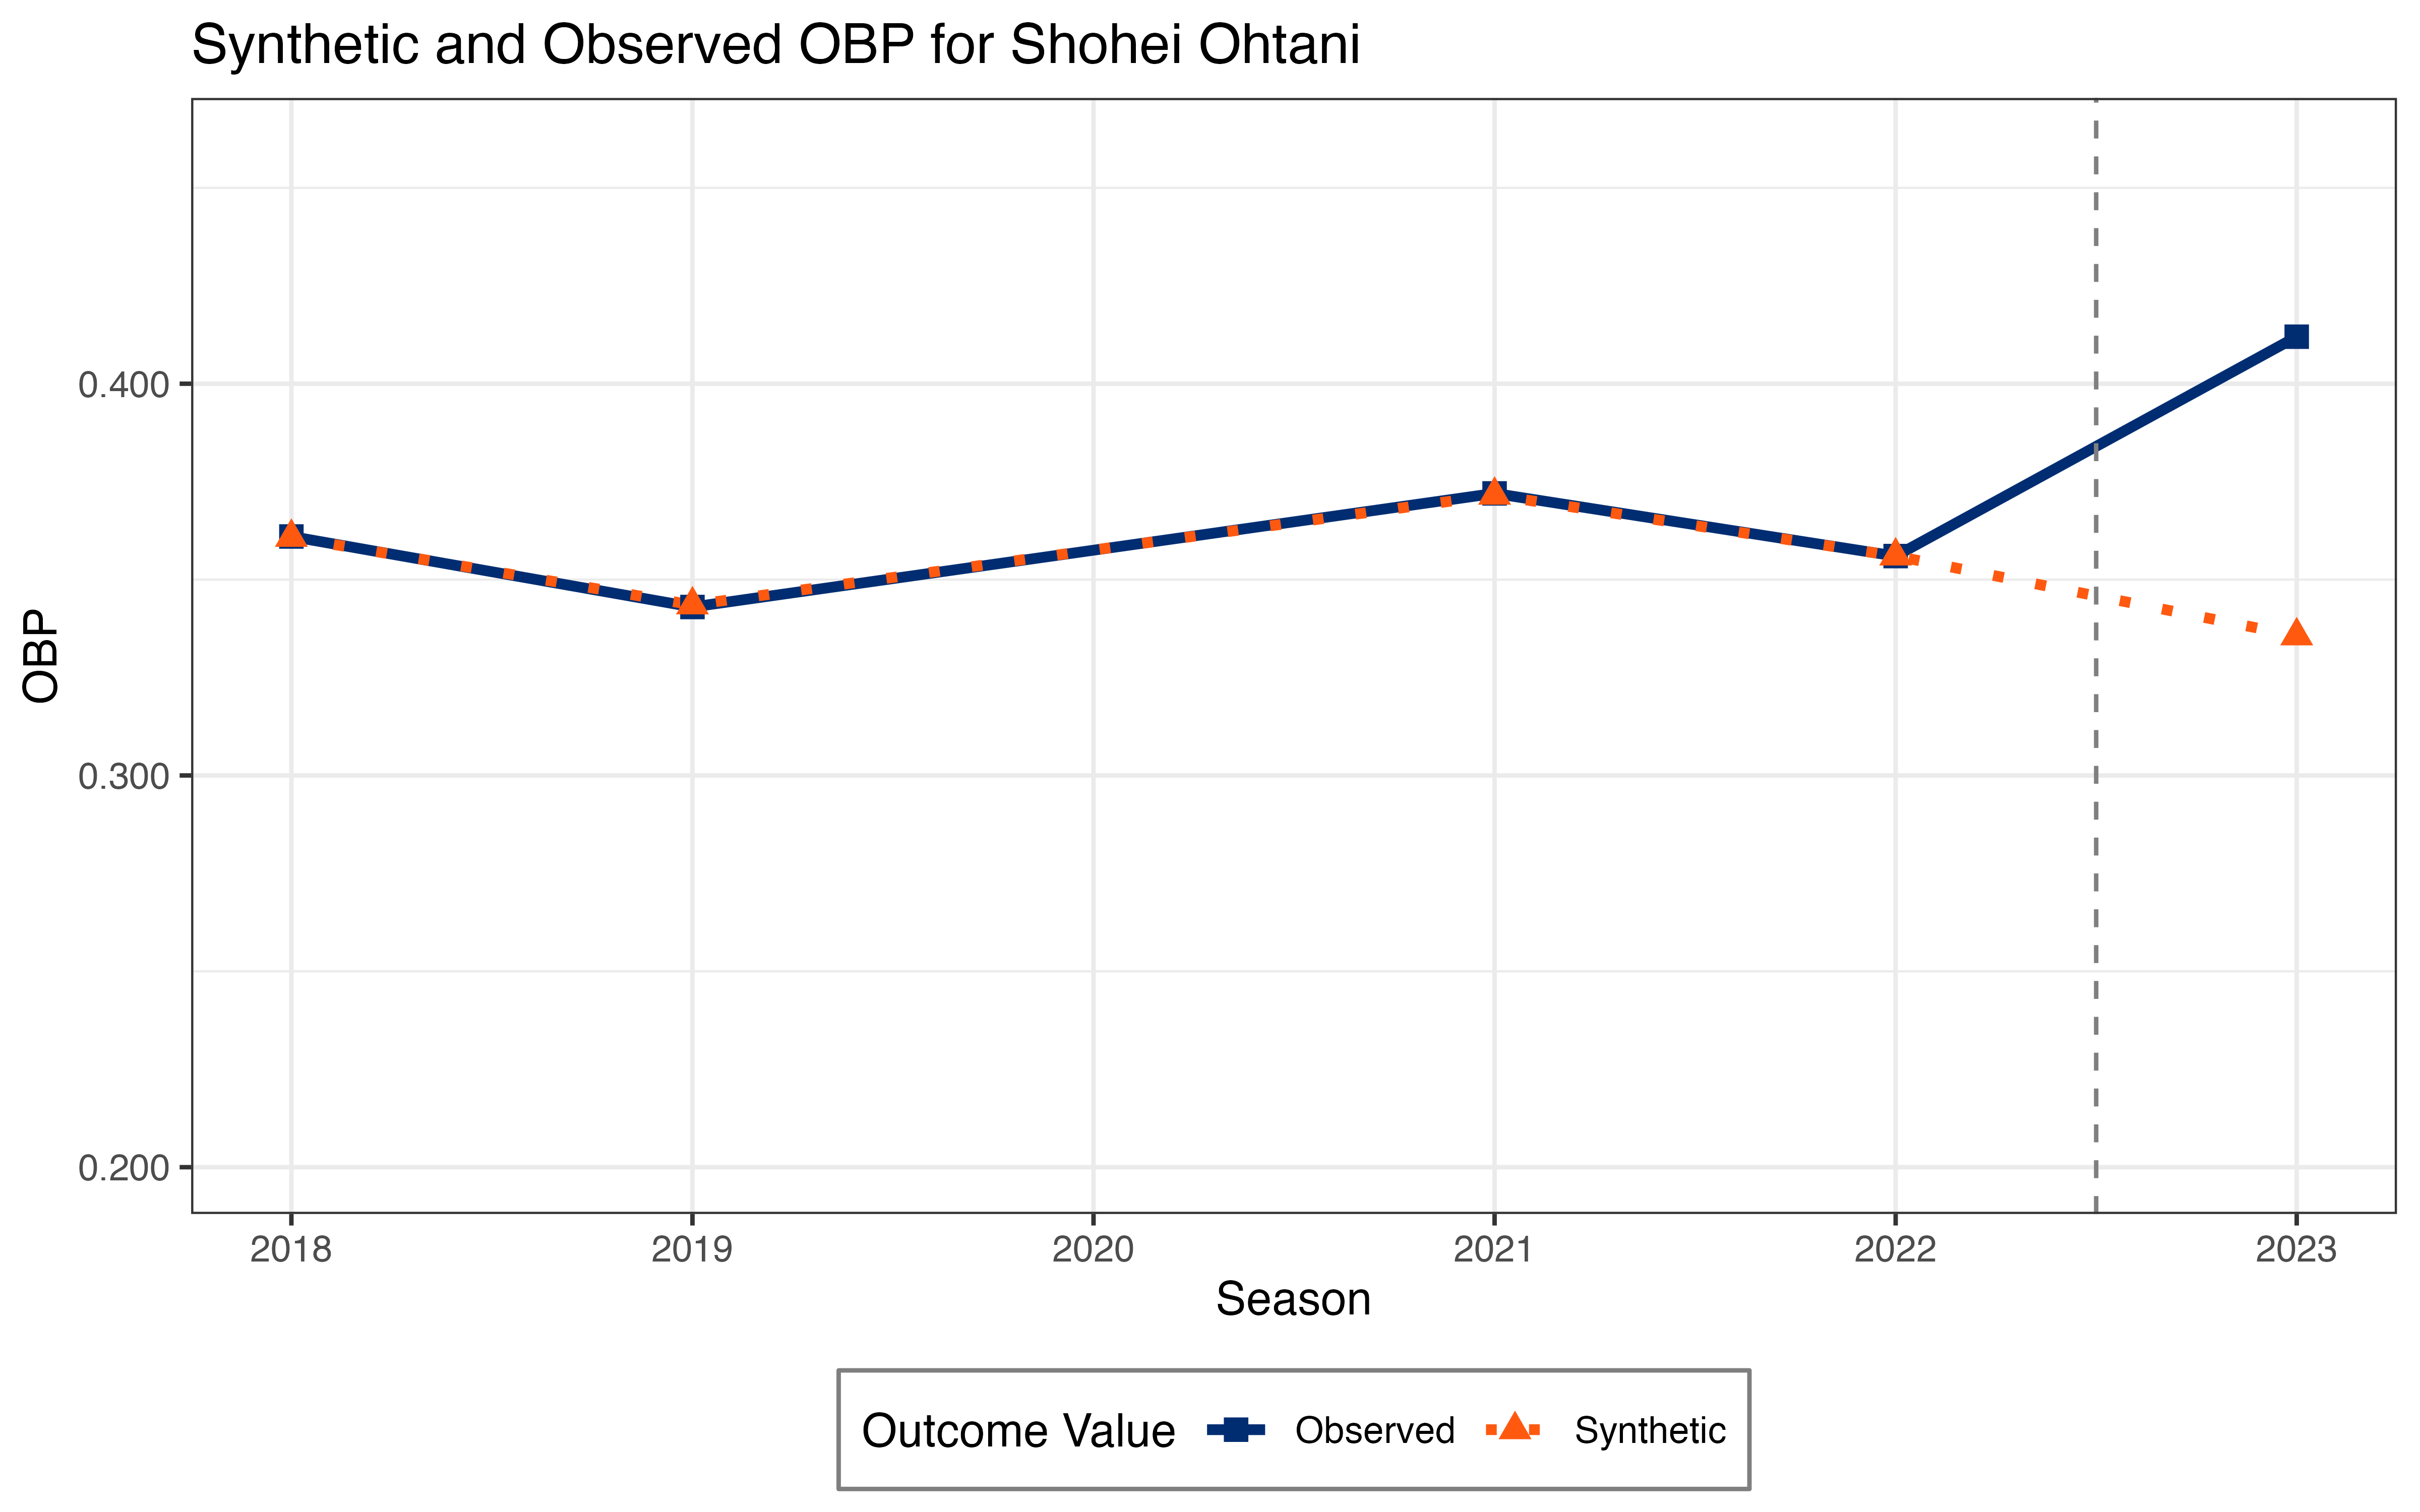 Synthetic and Observed OBP for Shohei Ohtani
OBP
0.400
0.300
0.200
2018 2019 2020 2021 2022 2023
Season
Outcome Value Observed Synthetic